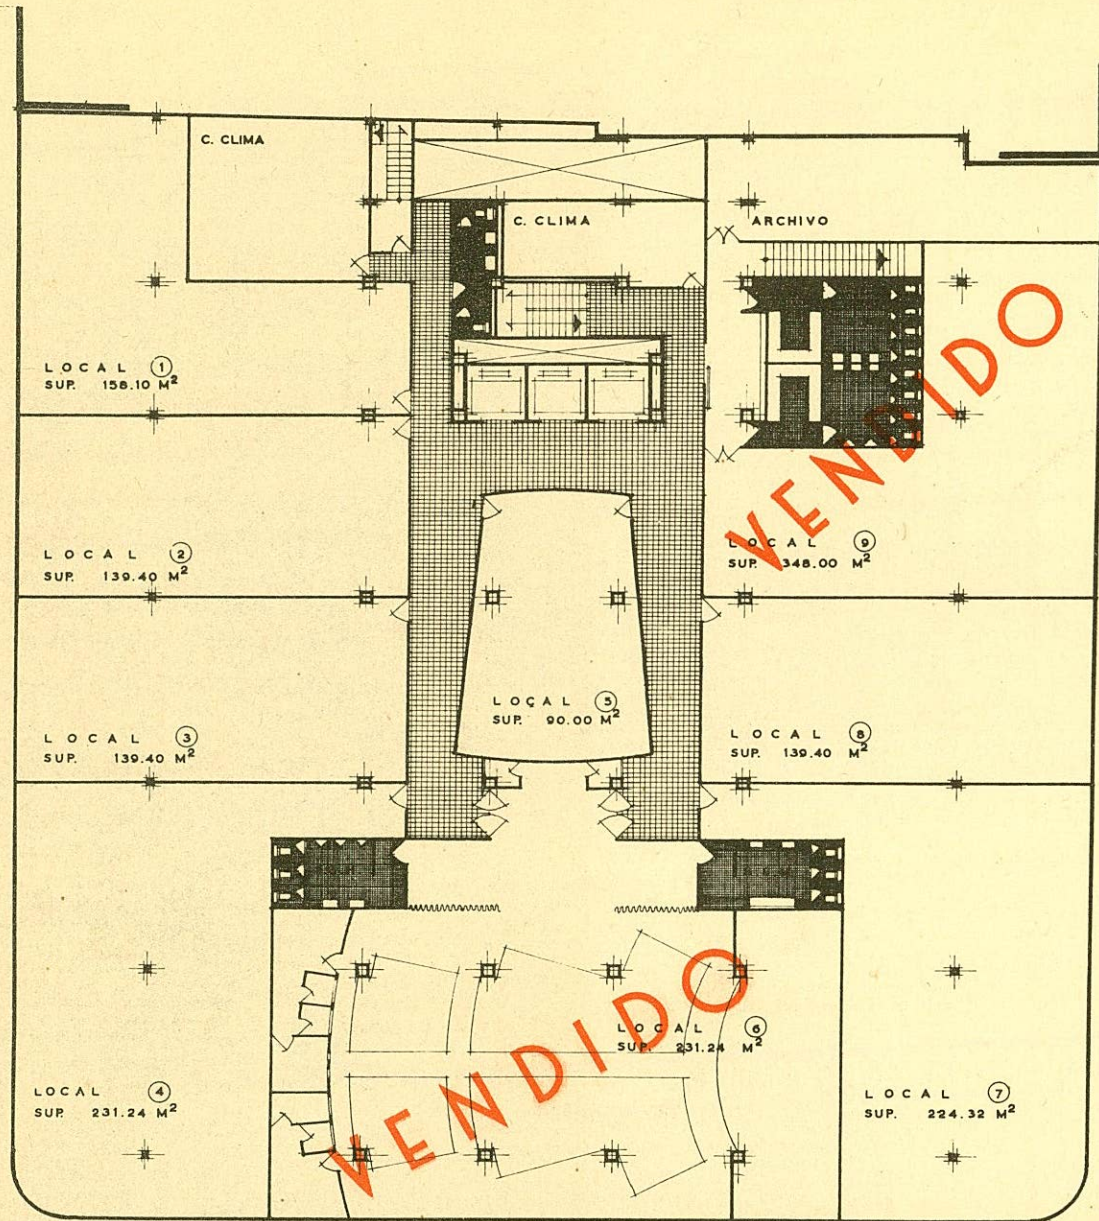 C. CLIMA
C. CLIMA
ARCHIVO
LOCAL 1
SUP. 158.10 M²
VENDIDO
LOCAL 2
SUP. 139.40 M²
LOCAL 9
SUP. 348.00 M²
LOCAL 5
SUP. 90.00 M²
LOCAL 3
SUP. 139.40 M²
LOCAL 8
SUP. 139.40 M²
VENDIDO
LOCAL 6
SUP. 231.24 M²
LOCAL 4
SUP. 231.24 M²
LOCAL 7
SUP. 224.32 M²